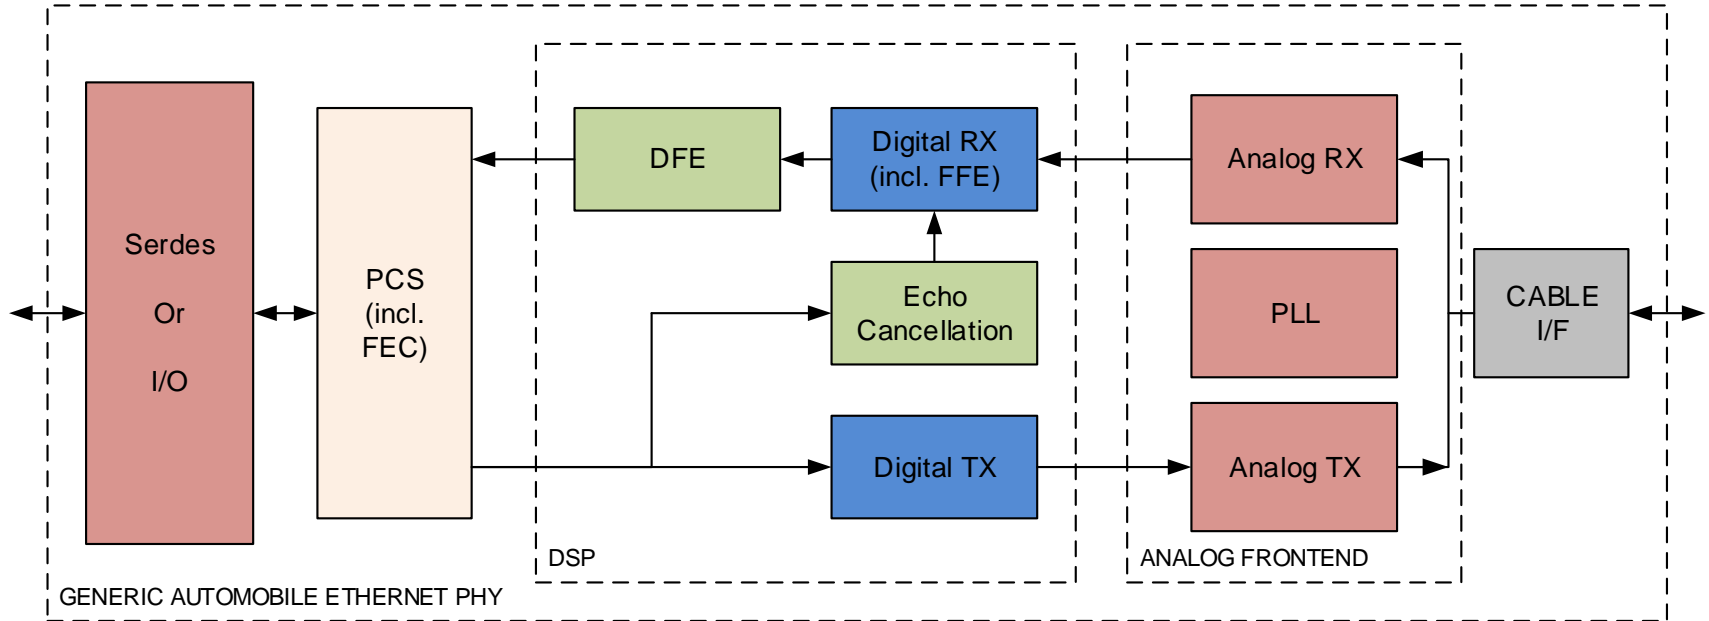 Serdes
Or
I/O
PCS
(incl.
FEC)
DFE
Digital RX
(incl. FFE)
Echo
Cancellation
Digital TX
DSP
Analog RX
PLL
Analog TX
ANALOG FRONTEND
CABLE
I/F
GENERIC AUTOMOBILE ETHERNET PHY